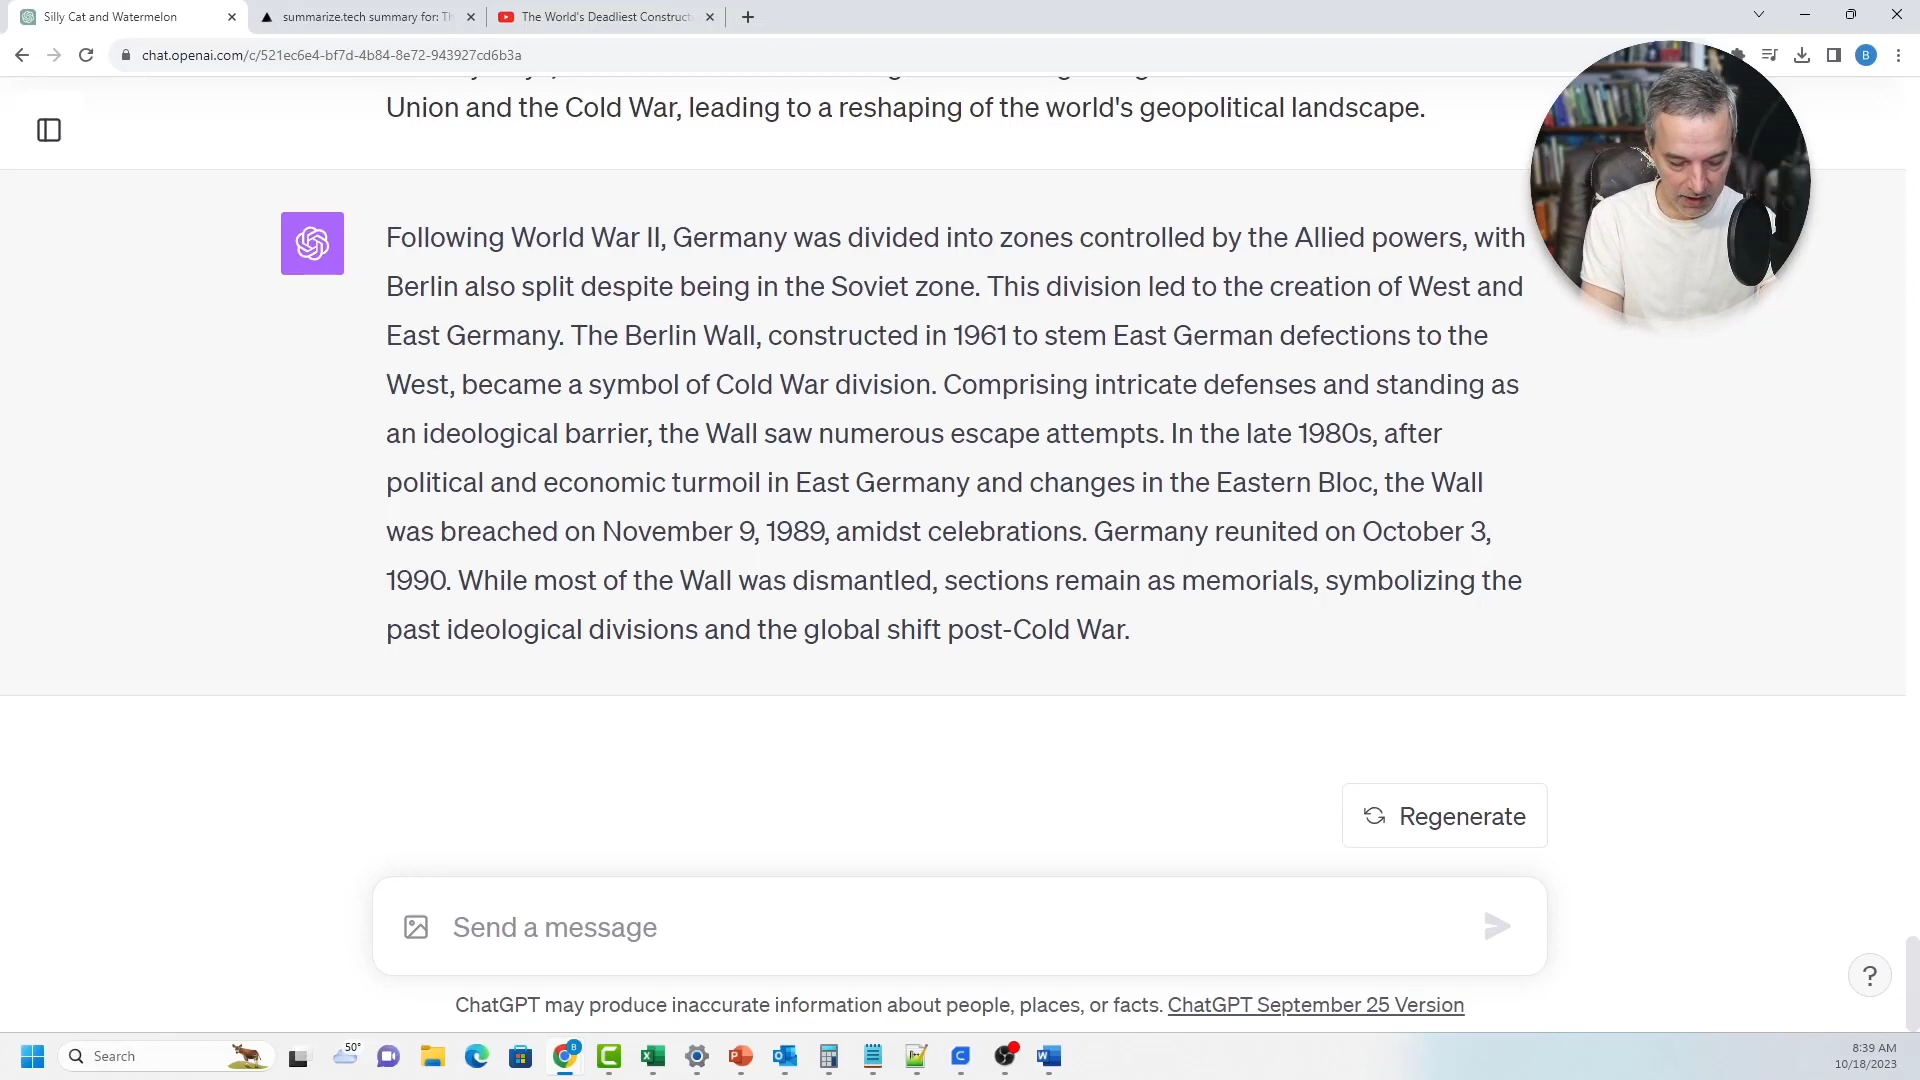 Silly Cat and Watermelon
summarize.tech summary for: Th
The World's Deadliest Construct
chat.openai.com/c/521ec6e4-bf7d-4b84-8e72-943927cd6b3a
B
Union and the Cold War, leading to a reshaping of the world's geopolitical landscape.
Following World War II, Germany was divided into zones controlled by the Allied powers, with
Berlin also split despite being in the Soviet zone. This division led to the creation of West and
East Germany. The Berlin Wall, constructed in 1961 to stem East German defections to the
West, became a symbol of Cold War division. Comprising intricate defenses and standing as
an ideological barrier, the Wall saw numerous escape attempts. In the late 1980s, after
political and economic turmoil in East Germany and changes in the Eastern Bloc, the Wall
was breached on November 9, 1989, amidst celebrations. Germany reunited on October 3,
1990. While most of the Wall was dismantled, sections remain as memorials, symbolizing the
past ideological divisions and the global shift post-Cold War.
Regenerate
Send a message
?
ChatGPT may produce inaccurate information about people, places, or facts. ChatGPT September 25 Version
Search
50°
8:39 AM
10/18/2023